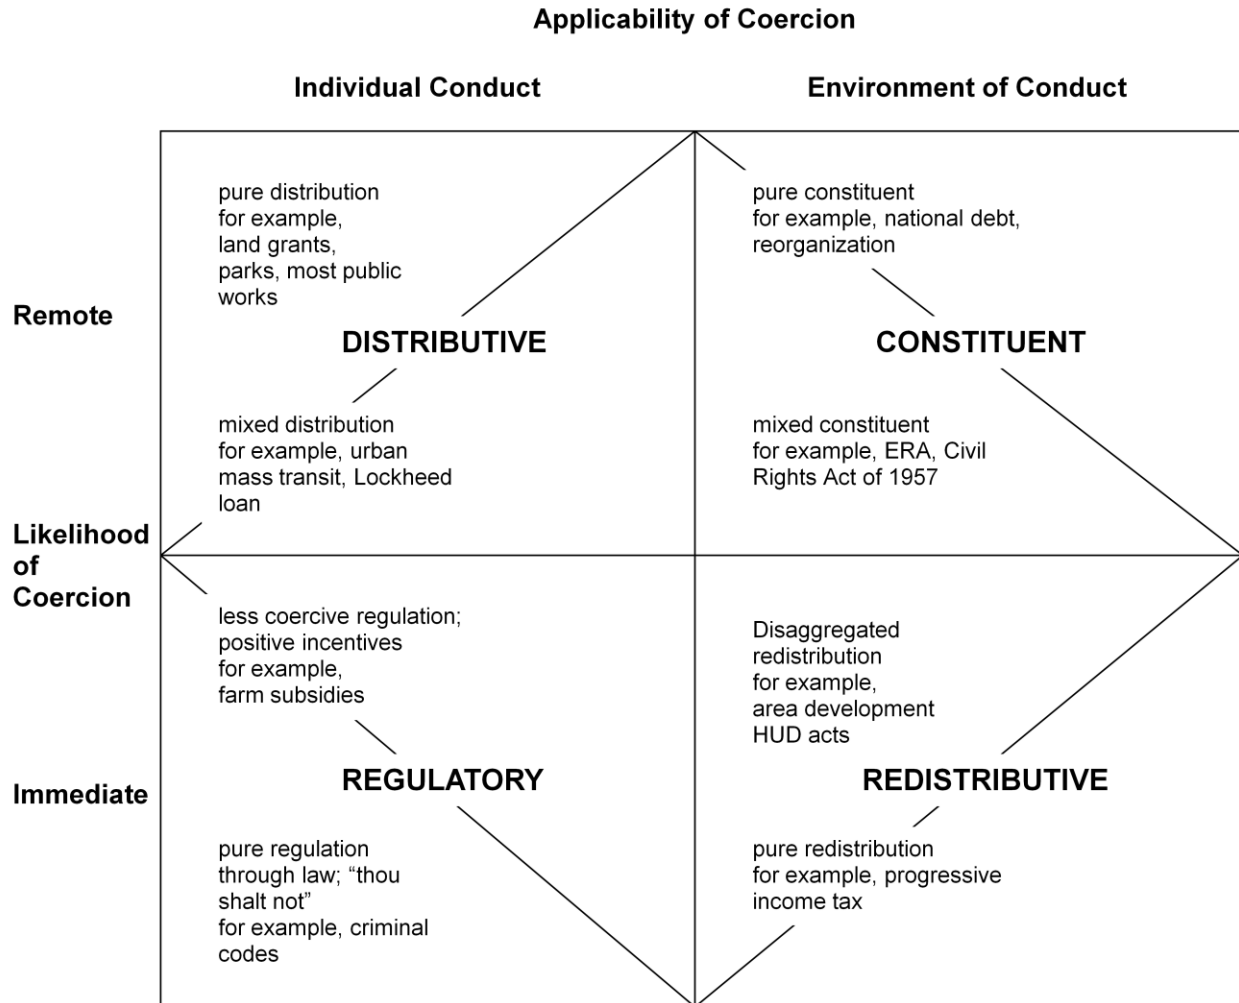 Applicability of Coercion
Individual Conduct
Environment of Conduct
pure distribution
for example,
land grants,
parks, most public
works
pure constituent
for example, national debt,
reorganization
Remote
DISTRIBUTIVE
CONSTITUENT
mixed distribution
for example, urban
mass transit, Lockheed
loan
mixed constituent
for example, ERA, Civil
Rights Act of 1957
Likelihood
of
Coercion
less coercive regulation;
positive incentives
for example,
farm subsidies
Disaggregated
redistribution
for example,
area development
HUD acts
Immediate
REGULATORY
REDISTRIBUTIVE
pure regulation
through law; “thou
shalt not”
for example, criminal
codes
pure redistribution
for example, progressive
income tax